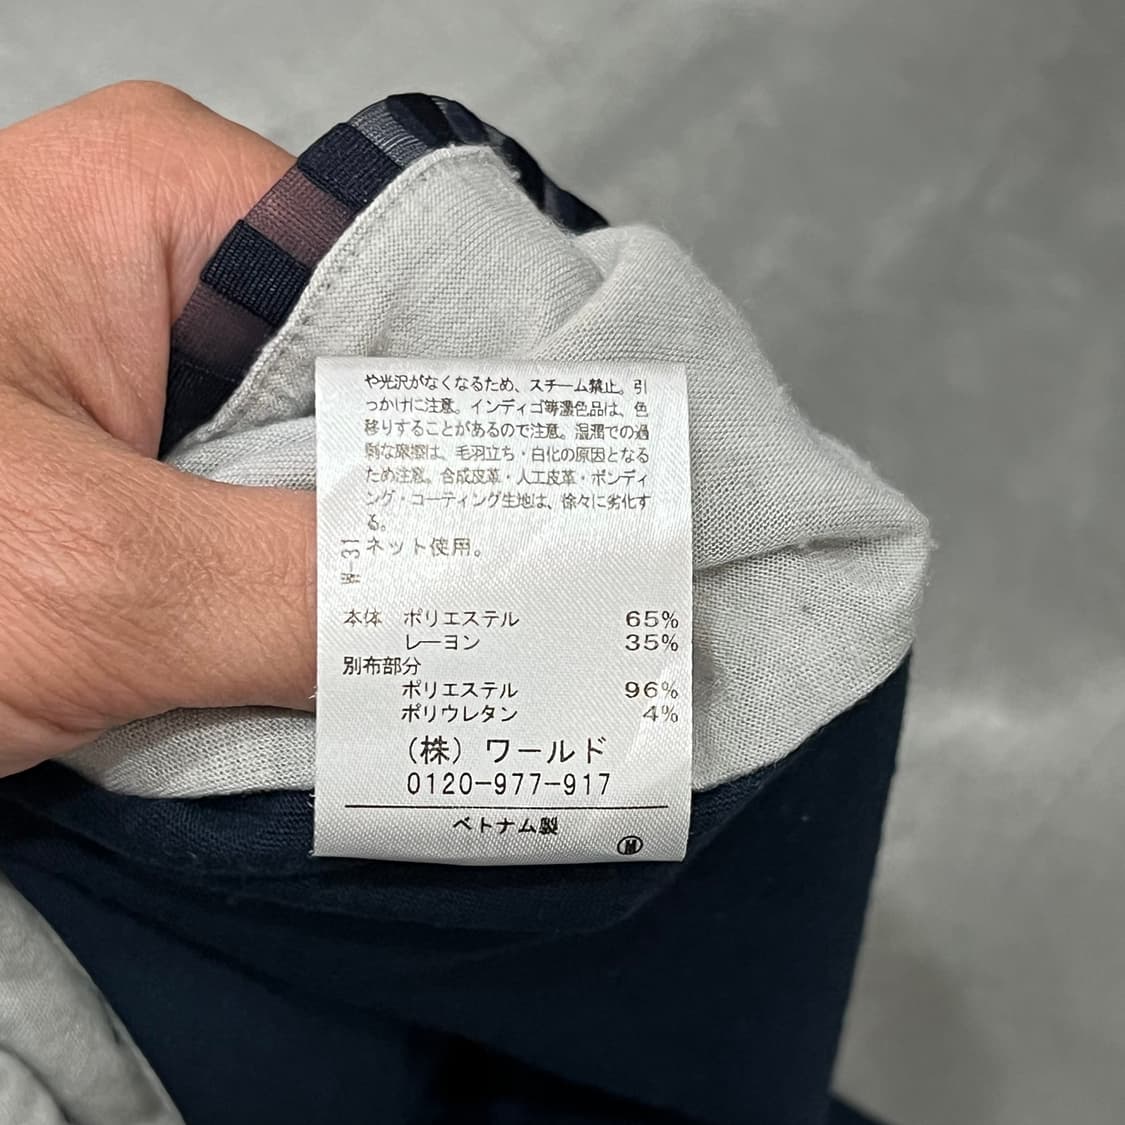 や光沢がなくなるため、スチーム禁止。引
っかけに注意。インディゴ等濃色品は、色
移りすることがあるので注意。湿潤での過
剰な摩擦は、毛羽立ち・白化の原因となる
ため注意。合成皮革・人工皮革・ボンディ
ング・コーティング生地は、徐々に劣化す
る。
ネット使用。
W-31
本体 ポリエステル 65%
レーヨン 35%
別布部分
ポリエステル 96%
ポリウレタン 4%
(株) ワールド
0120-977-917
ベトナム製
Ⓜ